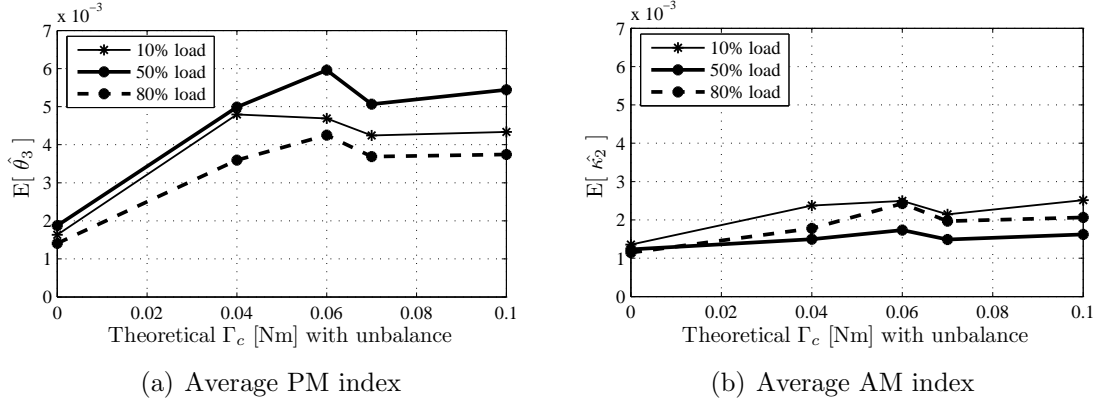 x 10⁻³
7
6
5
4
3
2
1
0
E[ θ̂₃ ]
10% load
50% load
80% load
0 0.02 0.04 0.06 0.08 0.1
Theoretical Γc [Nm] with unbalance
(a) Average PM index
x 10⁻³
7
6
5
4
3
2
1
0
E[ κ̂₂ ]
10% load
50% load
80% load
0 0.02 0.04 0.06 0.08 0.1
Theoretical Γc [Nm] with unbalance
(b) Average AM index